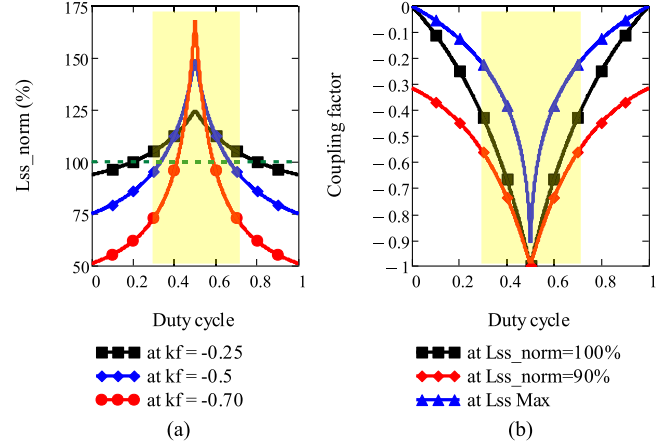 175
150
125
100
75
50
Lss_norm (%)
0
0.2
0.4
0.6
0.8
1
Duty cycle
at kf = -0.25
at kf = -0.5
at kf = -0.70
(a)
0
−0.1
−0.2
−0.3
−0.4
−0.5
−0.6
−0.7
−0.8
−0.9
−1
Coupling factor
0.0
0.2
0.4
0.6
0.8
1
Duty cycle
at Lss_norm=100%
at Lss_norm=90%
at Lss Max
(b)